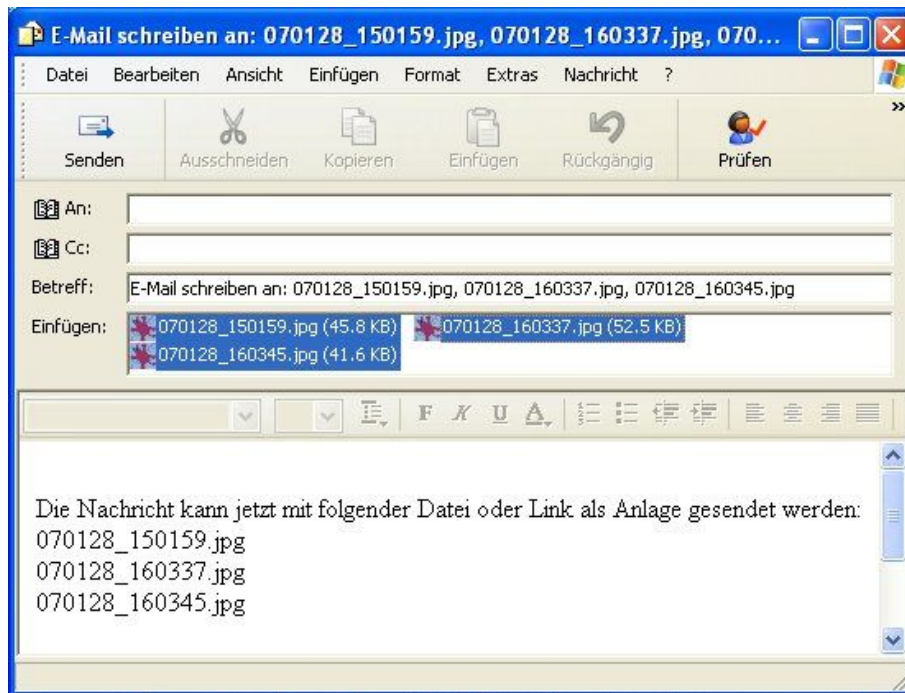 E-Mail schreiben an: 070128_150159.jpg, 070128_160337.jpg, 070...
Datei Bearbeiten Ansicht Einfügen Format Extras Nachricht ?
Senden Ausschneiden Kopieren Einfügen Rückgängig Prüfen
An:
Cc:
Betreff: E-Mail schreiben an: 070128_150159.jpg, 070128_160337.jpg, 070128_160345.jpg
Einfügen: 070128_150159.jpg (45.8 KB) 070128_160337.jpg (52.5 KB)
070128_160345.jpg (41.6 KB)
F K U A
Die Nachricht kann jetzt mit folgender Datei oder Link als Anlage gesendet werden:
070128_150159.jpg
070128_160337.jpg
070128_160345.jpg